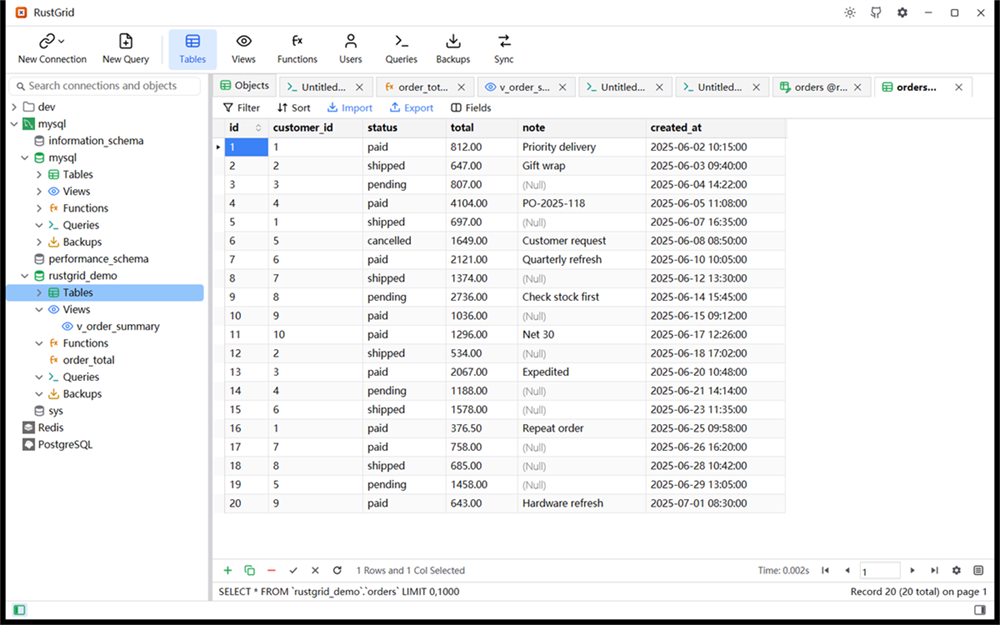 RustGrid
New Connection New Query Tables Views Functions Users Queries Backups Sync
Search connections and objects
dev
mysql
information_schema
mysql
Tables
Views
Functions
Queries
Backups
performance_schema
rustgrid_demo
Tables
Views
v_order_summary
Functions
order_total
Queries
Backups
sys
Redis
PostgreSQL
Objects Untitled... order_tot... v_order_s... Untitled... Untitled... orders @r... orders...
Filter Sort Import Export Fields
id customer_id status total note created_at
1 1 paid 812.00 Priority delivery 2025-06-02 10:15:00
2 2 shipped 647.00 Gift wrap 2025-06-03 09:40:00
3 3 pending 807.00 (Null) 2025-06-04 14:22:00
4 4 paid 4104.00 PO-2025-118 2025-06-05 11:08:00
5 1 shipped 697.00 (Null) 2025-06-07 16:35:00
6 5 cancelled 1649.00 Customer request 2025-06-08 08:50:00
7 6 paid 2121.00 Quarterly refresh 2025-06-10 10:05:00
8 7 shipped 1374.00 (Null) 2025-06-12 13:30:00
9 8 pending 2736.00 Check stock first 2025-06-14 15:45:00
10 9 paid 1036.00 (Null) 2025-06-15 09:12:00
11 10 paid 1296.00 Net 30 2025-06-17 12:26:00
12 2 shipped 534.00 (Null) 2025-06-18 17:02:00
13 3 paid 2067.00 Expedited 2025-06-20 10:48:00
14 4 pending 1188.00 (Null) 2025-06-21 14:14:00
15 6 shipped 1578.00 (Null) 2025-06-23 11:35:00
16 1 paid 376.50 Repeat order 2025-06-25 09:58:00
17 7 paid 758.00 (Null) 2025-06-26 16:20:00
18 8 shipped 685.00 (Null) 2025-06-28 10:42:00
19 5 pending 1458.00 (Null) 2025-06-29 13:05:00
20 9 paid 643.00 Hardware refresh 2025-07-01 08:30:00
1 Rows and 1 Col Selected Time: 0.002s 1
SELECT * FROM `rustgrid_demo`.`orders` LIMIT 0,1000 Record 20 (20 total) on page 1